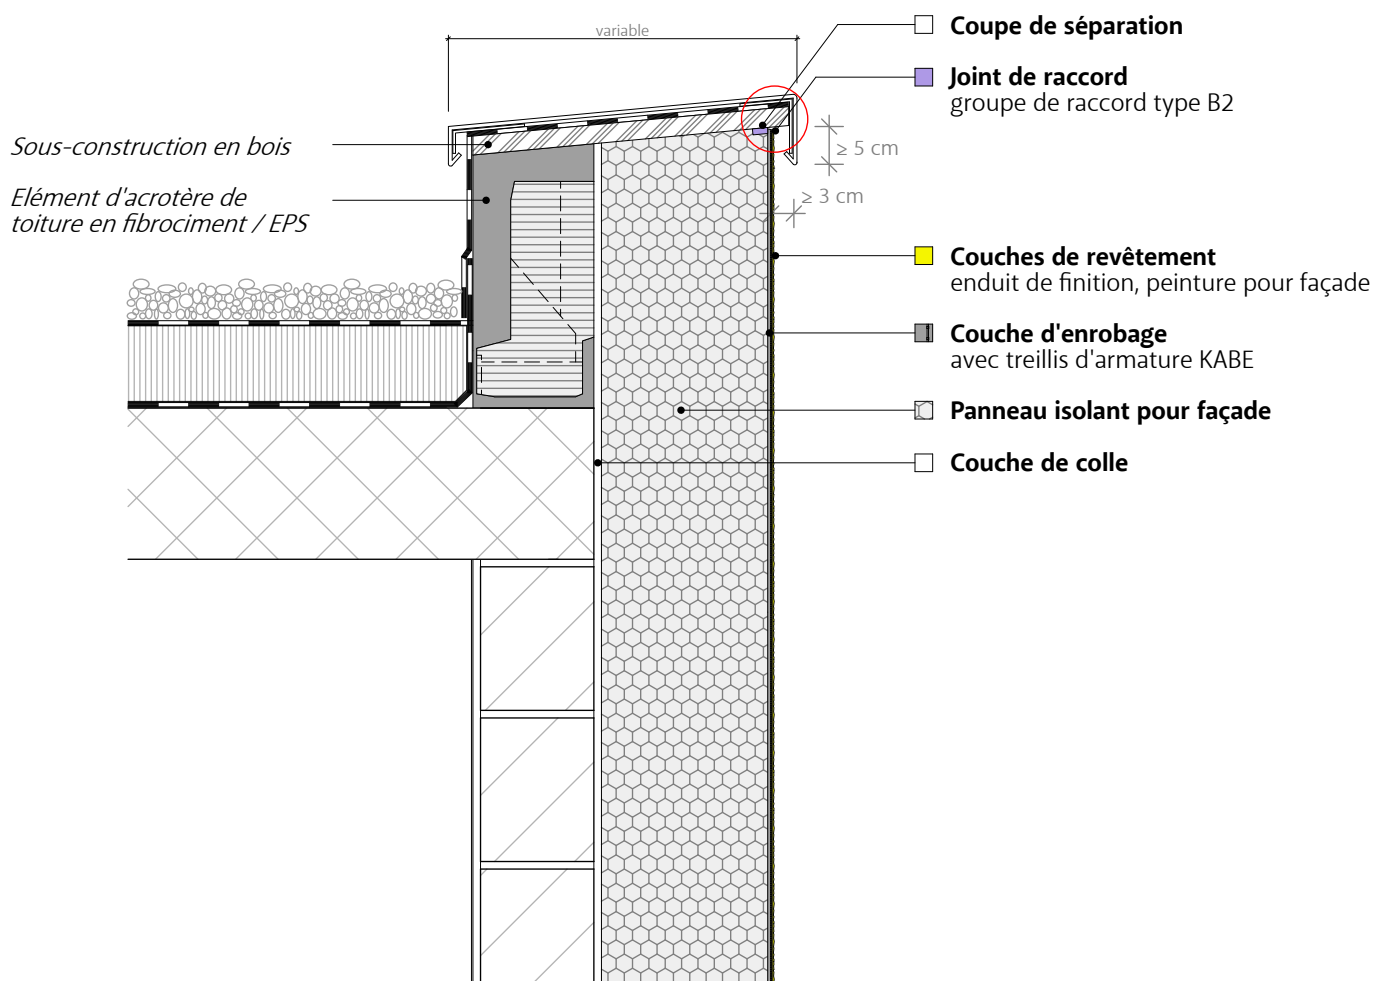 variable
Coupe de séparation
Joint de raccord
groupe de raccord type B2
Sous-construction en bois
≥ 5 cm
Elément d'acrotère de
toiture en fibrociment / EPS
≥ 3 cm
Couches de revêtement
enduit de finition, peinture pour façade
Couche d'enrobage
avec treillis d'armature KABE
Panneau isolant pour façade
Couche de colle